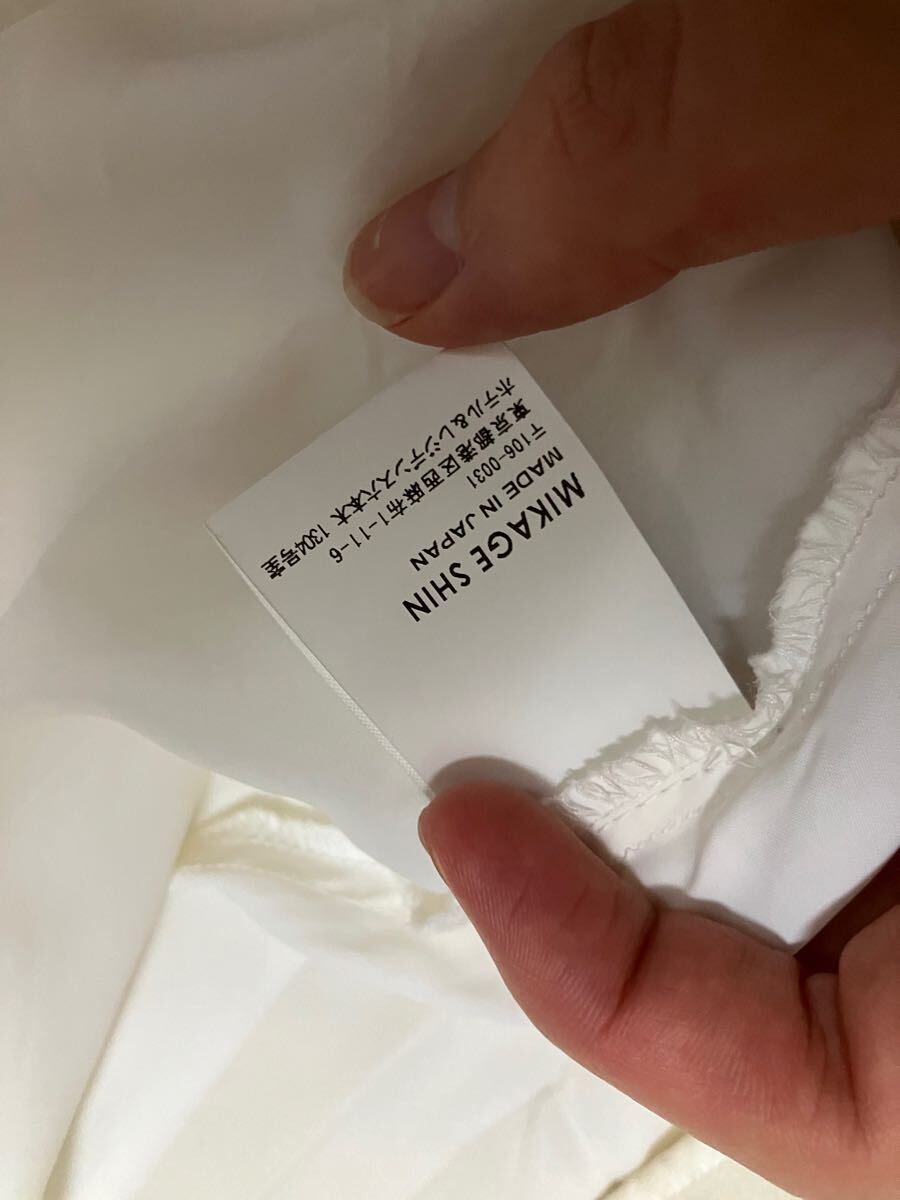 MIKAGE SHIN
MADE IN JAPAN
〒106-0031
東京都港区西麻布1-11-6
ホテル&レジデンス六本木 1304号室